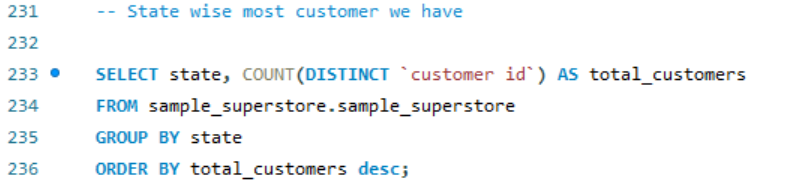 231 -- State wise most customer we have
232
233 SELECT state, COUNT(DISTINCT `customer id`) AS total_customers
234 FROM sample_superstore.sample_superstore
235 GROUP BY state
236 ORDER BY total_customers desc;